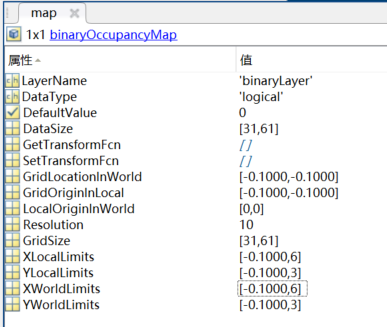 map
1x1 binaryOccupancyMap
属性 值
LayerName 'binaryLayer'
DataType 'logical'
DefaultValue 0
DataSize [31,61]
GetTransformFcn []
SetTransformFcn []
GridLocationInWorld [-0.1000,-0.1000]
GridOriginInLocal [-0.1000,-0.1000]
LocalOriginInWorld [0,0]
Resolution 10
GridSize [31,61]
XLocalLimits [-0.1000,6]
YLocalLimits [-0.1000,3]
XWorldLimits [-0.1000,6]
YWorldLimits [-0.1000,3]